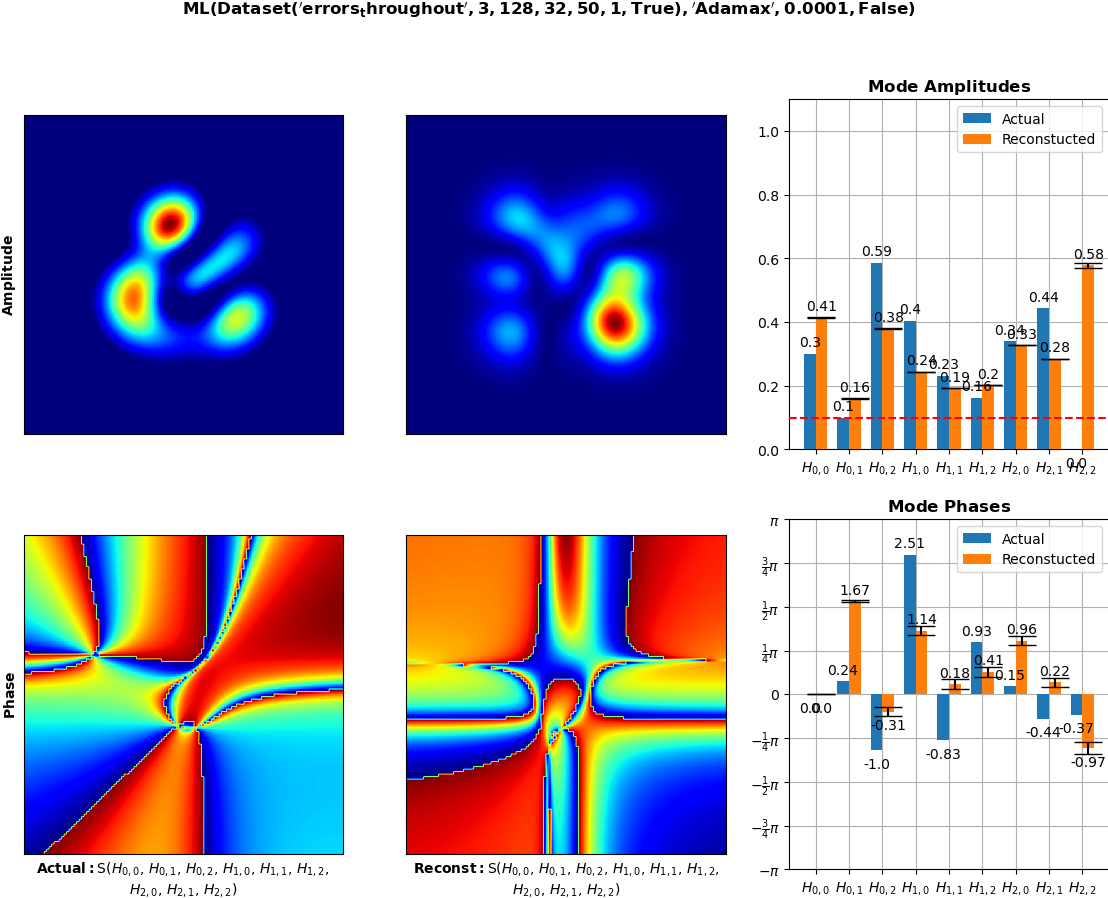 ML(Dataset('errors_throughout', 3, 128, 32, 50, 1, True), 'Adamax', 0.0001, False)
Amplitude
Mode Amplitudes
Actual
Reconstucted
1.0
0.8
0.6
0.4
0.2
0.0
0.3
0.41
0.1
0.16
0.59
0.38
0.4
0.24
0.23
0.19
0.16
0.2
0.34
0.33
0.44
0.28
0.0
0.58
H0,0 H0,1 H0,2 H1,0 H1,1 H1,2 H2,0 H2,1 H2,2
Phase
Mode Phases
Actual
Reconstucted
π
3/4π
1/2π
1/4π
0
−1/4π
−1/2π
−3/4π
−π
0.0
0.0
0.24
1.67
-1.0
-0.31
2.51
1.14
-0.83
0.18
0.93
0.41
0.15
0.96
-0.44
0.22
-0.37
-0.97
H0,0 H0,1 H0,2 H1,0 H1,1 H1,2 H2,0 H2,1 H2,2
Actual: S(H0,0, H0,1, H0,2, H1,0, H1,1, H1,2,
H2,0, H2,1, H2,2)
Reconst: S(H0,0, H0,1, H0,2, H1,0, H1,1, H1,2,
H2,0, H2,1, H2,2)